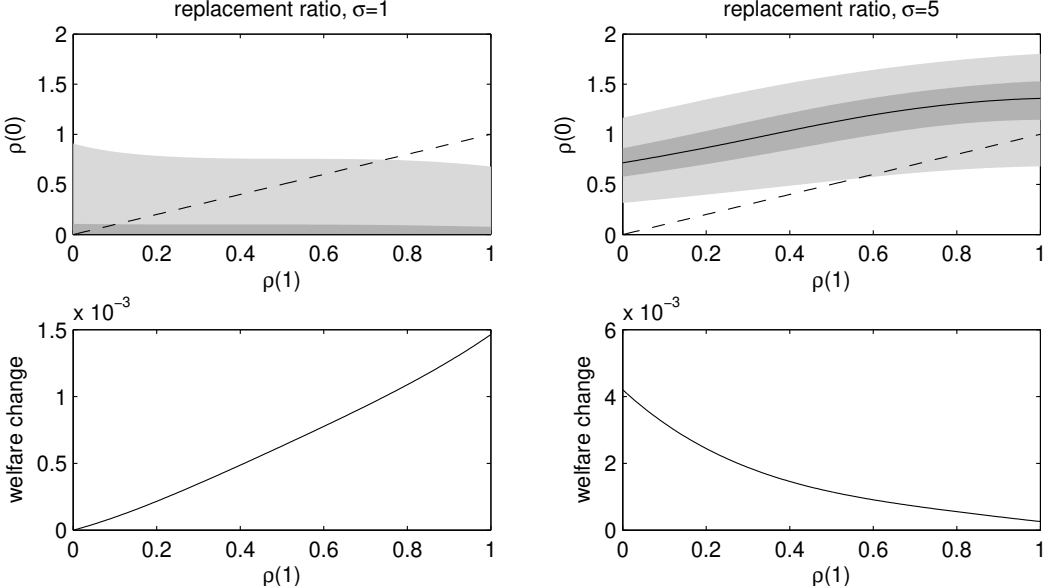 replacement ratio, σ=1
2
1.5
1
0.5
0
ρ(0)
0 0.2 0.4 0.6 0.8 1
ρ(1)
replacement ratio, σ=5
2
1.5
1
0.5
0
ρ(0)
0 0.2 0.4 0.6 0.8 1
ρ(1)
x 10⁻³
1.5
1
0.5
0
welfare change
0 0.2 0.4 0.6 0.8 1
ρ(1)
x 10⁻³
6
4
2
0
welfare change
0 0.2 0.4 0.6 0.8 1
ρ(1)